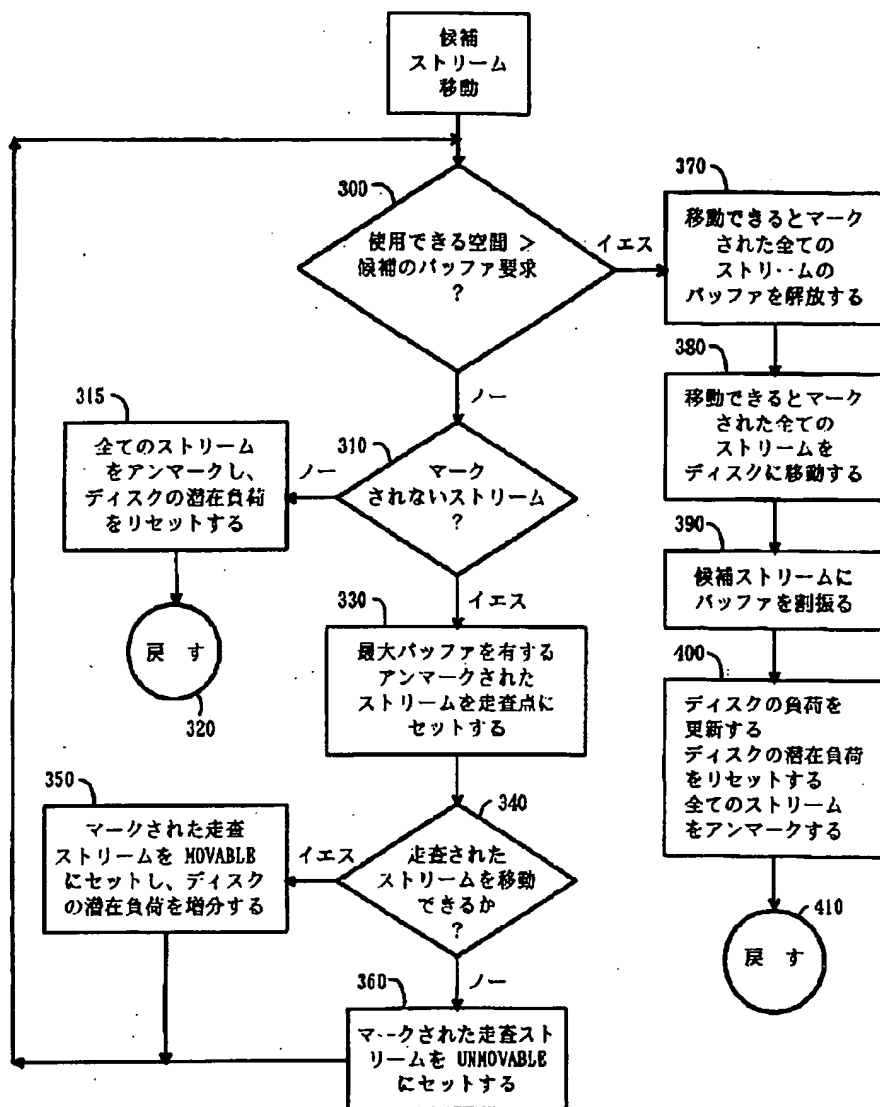 候補
ストリーム
移動
300
使用できる空間 >
候補のバッファ要求
?
イエス
370
移動できるとマーク
された全ての
ストリームの
バッファを解放する
ノー
380
移動できるとマーク
された全ての
ストリームを
ディスクに移動する
315
全てのストリーム
をアンマークし、
ディスクの潜在負荷
をリセットする
ノー
310
マーク
されないストリーム
?
390
候補ストリームに
バッファを割振る
戻す
320
イエス
330
最大バッファを有する
アンマークされた
ストリームを走査点に
セットする
400
ディスクの負荷を
更新する
ディスクの潜在負荷
をリセットする
全てのストリーム
をアンマークする
350
マークされた走査
ストリームを MOVABLE
にセットし、ディスク
の潜在負荷を増分する
イエス
340
走査された
ストリームを移動
できるか
?
410
戻す
ノー
360
マークされた走査スト
リームを UNMOVABLE
にセットする